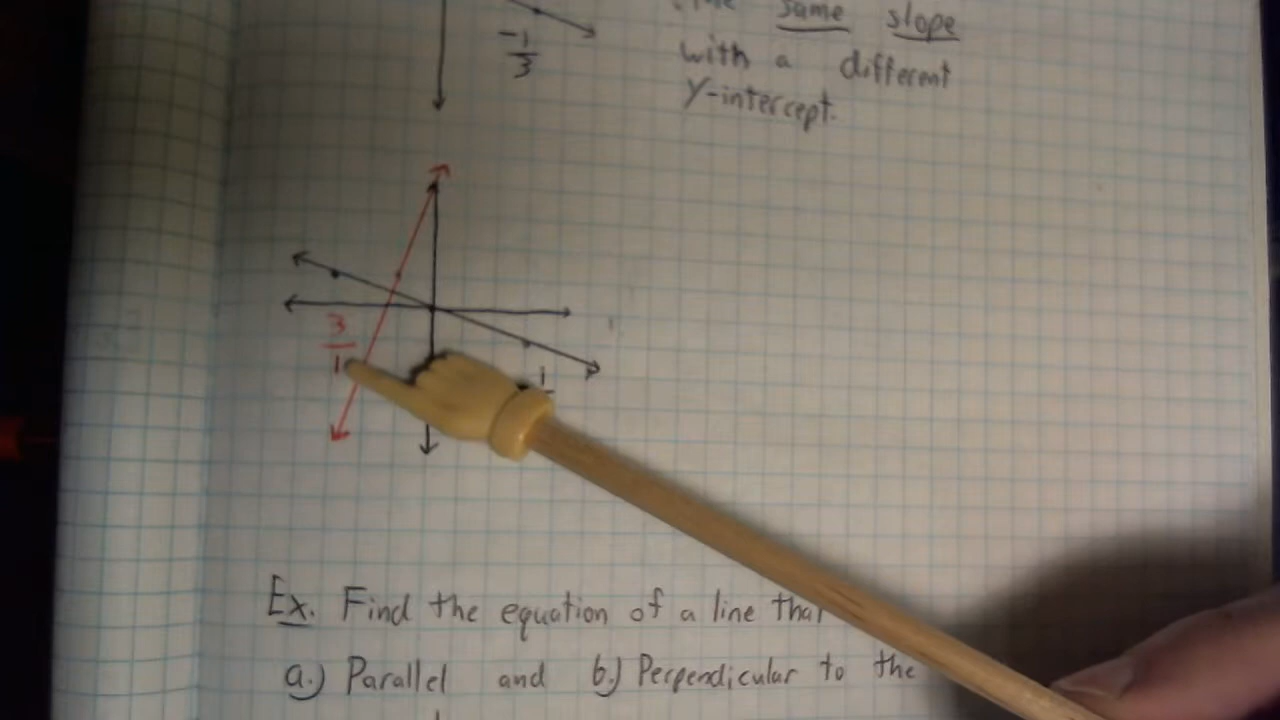 same slope
-1
3
with a different
Y-intercept.
3
1
1
Ex. Find the equation of a line that
a.) Parallel and b.) Perpendicular to the